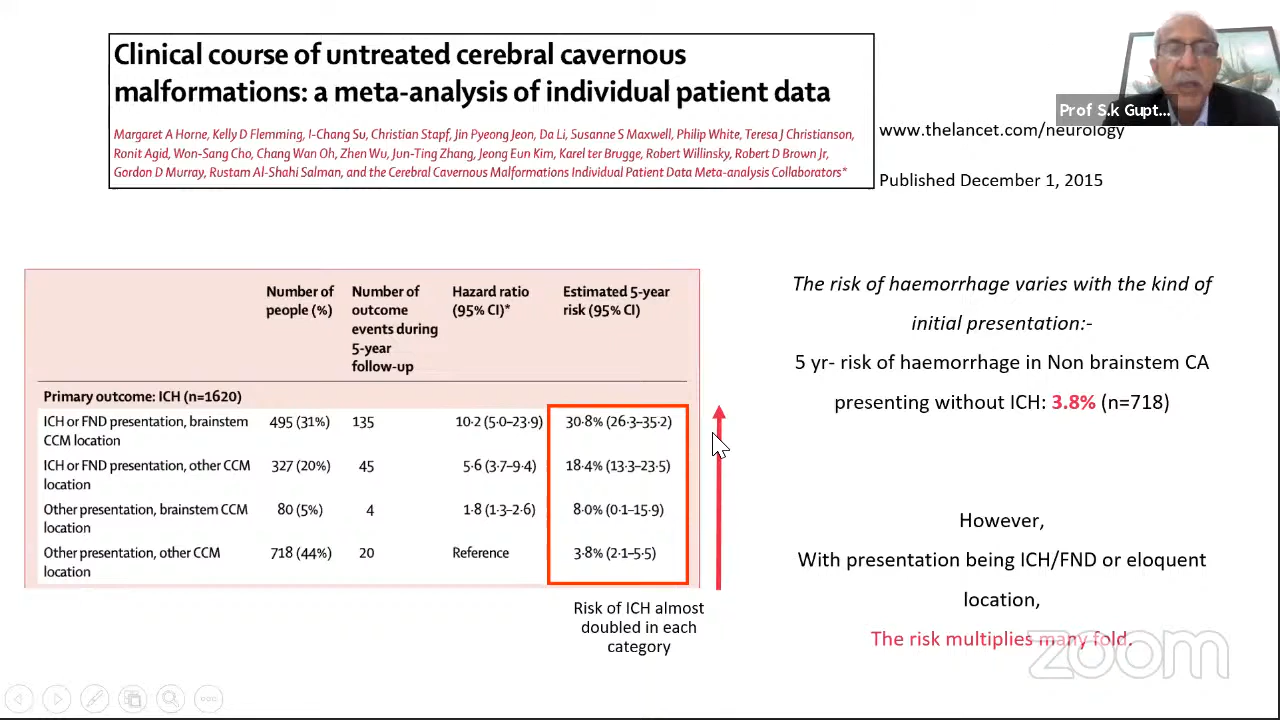 Clinical course of untreated cerebral cavernous
malformations: a meta-analysis of individual patient data
Margaret A Horne, Kelly D Flemming, I-Chang Su, Christian Stapf, Jin Pyeong Jeon, Da Li, Susanne S Maxwell, Philip White, Teresa J Christianson,
Ronit Agid, Won-Sang Cho, Chang Wan Oh, Zhen Wu, Jun-Ting Zhang, Jeong Eun Kim, Karel ter Brugge, Robert Willinsky, Robert D Brown Jr,
Gordon D Murray, Rustam Al-Shahi Salman, and the Cerebral Cavernous Malformations Individual Patient Data Meta-analysis Collaborators*
Prof S.k Gupt...
www.thelancet.com/neurology
Published December 1, 2015
Number of people (%)
Number of outcome events during 5-year follow-up
Hazard ratio (95% CI)*
Estimated 5-year risk (95% CI)
Primary outcome: ICH (n=1620)
ICH or FND presentation, brainstem CCM location 495 (31%) 135 10·2 (5·0–23·9) 30·8% (26·3–35·2)
ICH or FND presentation, other CCM location 327 (20%) 45 5·6 (3·7–9·4) 18·4% (13·3–23·5)
Other presentation, brainstem CCM location 80 (5%) 4 1·8 (1·3–2·6) 8·0% (0·1–15·9)
Other presentation, other CCM location 718 (44%) 20 Reference 3·8% (2·1–5·5)
Risk of ICH almost
doubled in each
category
The risk of haemorrhage varies with the kind of
initial presentation:-
5 yr- risk of haemorrhage in Non brainstem CA
presenting without ICH: 3.8% (n=718)
However,
With presentation being ICH/FND or eloquent
location,
The risk multiplies many fold.
zoom